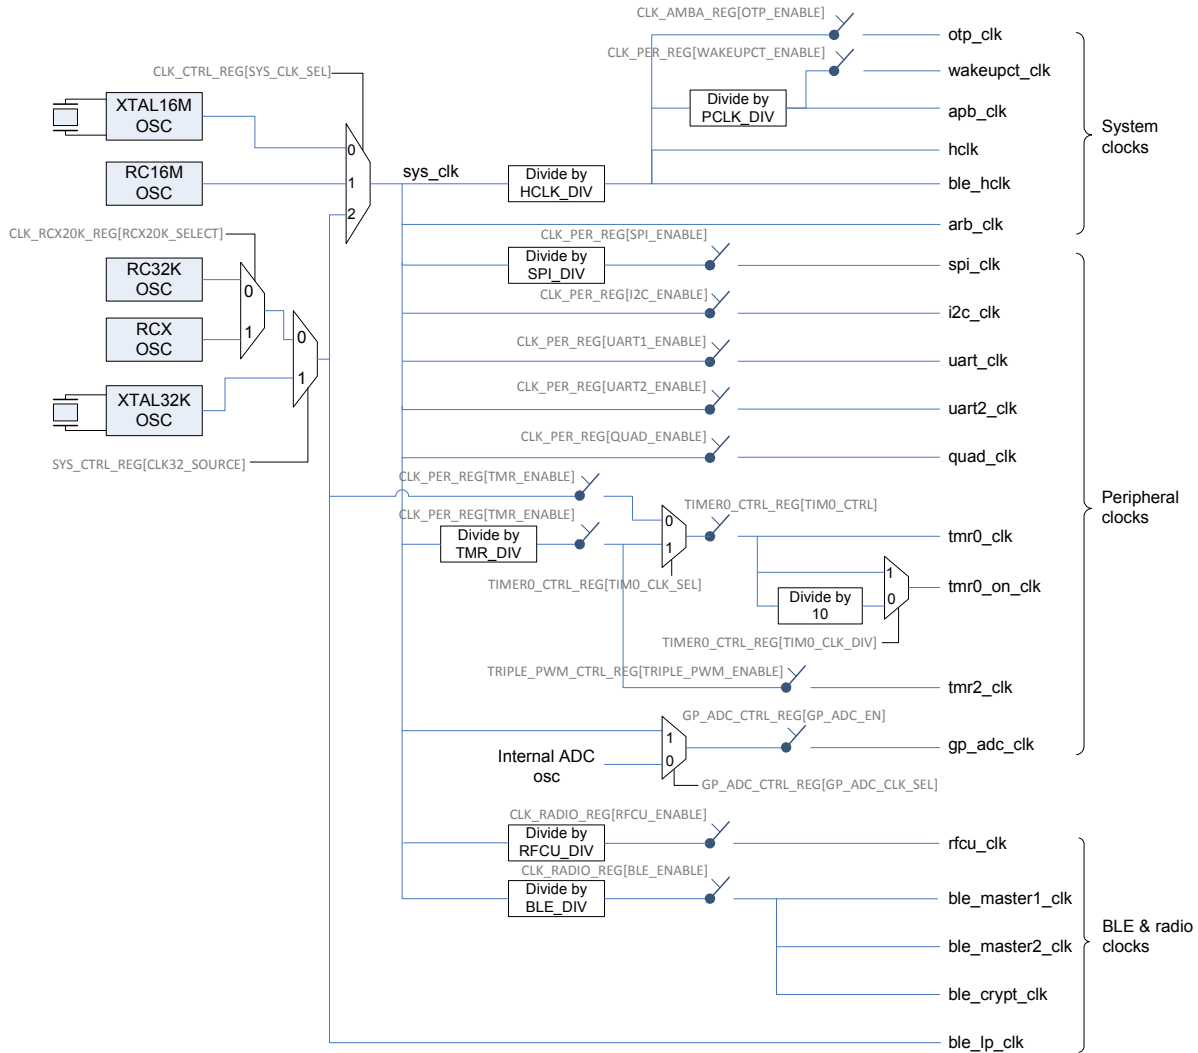 CLK_AMBA_REG[OTP_ENABLE]
otp_clk
CLK_PER_REG[WAKEUPCT_ENABLE]
wakeupct_clk
CLK_CTRL_REG[SYS_CLK_SEL]
XTAL16M
OSC
Divide by
PCLK_DIV
apb_clk
System
clocks
0
hclk
RC16M
OSC
1
sys_clk
Divide by
HCLK_DIV
ble_hclk
2
arb_clk
CLK_RCX20K_REG[RCX20K_SELECT]
CLK_PER_REG[SPI_ENABLE]
RC32K
OSC
Divide by
SPI_DIV
spi_clk
0
CLK_PER_REG[I2C_ENABLE]
i2c_clk
RCX
OSC
1
0
CLK_PER_REG[UART1_ENABLE]
uart_clk
1
XTAL32K
OSC
CLK_PER_REG[UART2_ENABLE]
uart2_clk
CLK_PER_REG[QUAD_ENABLE]
quad_clk
SYS_CTRL_REG[CLK32_SOURCE]
CLK_PER_REG[TMR_ENABLE]
Peripheral
clocks
TIMER0_CTRL_REG[TIM0_CTRL]
CLK_PER_REG[TMR_ENABLE]
0
Divide by
TMR_DIV
1
tmr0_clk
TIMER0_CTRL_REG[TIM0_CLK_SEL]
1
tmr0_on_clk
Divide by
10
0
TIMER0_CTRL_REG[TIM0_CLK_DIV]
TRIPLE_PWM_CTRL_REG[TRIPLE_PWM_ENABLE]
tmr2_clk
GP_ADC_CTRL_REG[GP_ADC_EN]
1
gp_adc_clk
Internal ADC
osc
0
GP_ADC_CTRL_REG[GP_ADC_CLK_SEL]
CLK_RADIO_REG[RFCU_ENABLE]
Divide by
RFCU_DIV
rfcu_clk
CLK_RADIO_REG[BLE_ENABLE]
Divide by
BLE_DIV
ble_master1_clk
BLE & radio
clocks
ble_master2_clk
ble_crypt_clk
ble_lp_clk